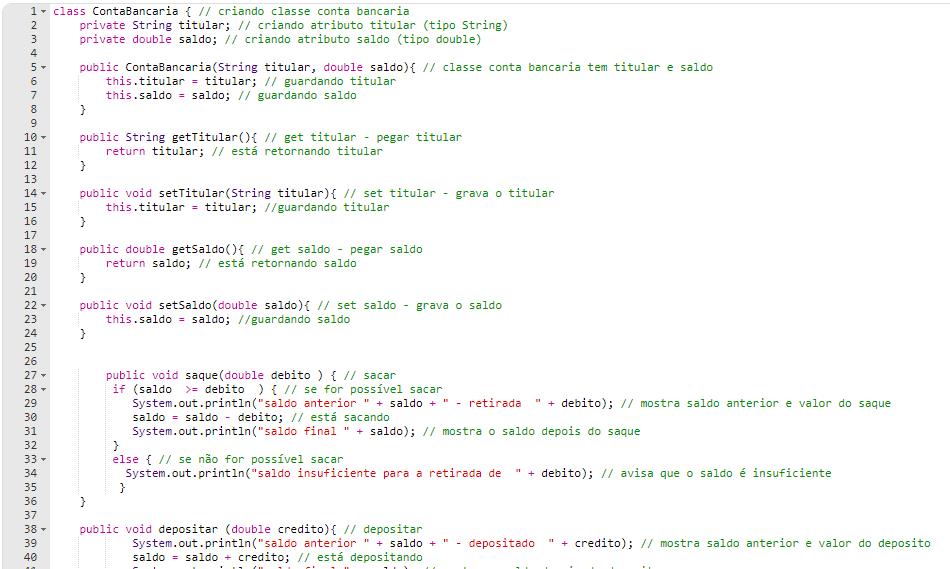 1 class ContaBancaria { // criando classe conta bancaria
2 private String titular; // criando atributo titular (tipo String)
3 private double saldo; // criando atributo saldo (tipo double)
4
5 public ContaBancaria(String titular, double saldo){ // classe conta bancaria tem titular e saldo
6 this.titular = titular; // guardando titular
7 this.saldo = saldo; // guardando saldo
8 }
9
10 public String getTitular(){ // get titular - pegar titular
11 return titular; // está retornando titular
12 }
13
14 public void setTitular(String titular){ // set titular - grava o titular
15 this.titular = titular; //guardando titular
16 }
17
18 public double getSaldo(){ // get saldo - pegar saldo
19 return saldo; // está retornando saldo
20 }
21
22 public void setSaldo(double saldo){ // set saldo - grava o saldo
23 this.saldo = saldo; //guardando saldo
24 }
25
26
27 public void saque(double debito ) { // sacar
28 if (saldo  >= debito  ) { // se for possível sacar
29 System.out.println("saldo anterior " + saldo + " - retirada  " + debito); // mostra saldo anterior e valor do saque
30 saldo = saldo - debito; // está sacando
31 System.out.println("saldo final " + saldo); // mostra o saldo depois do saque
32 }
33 else { // se não for possível sacar
34 System.out.println("saldo insuficiente para a retirada de  " + debito); // avisa que o saldo é insuficiente
35 }
36 }
37
38 public void depositar (double credito){ // depositar
39 System.out.println("saldo anterior " + saldo + " - depositado  " + credito); // mostra saldo anterior e valor do deposito
40 saldo = saldo + credito; // está depositando